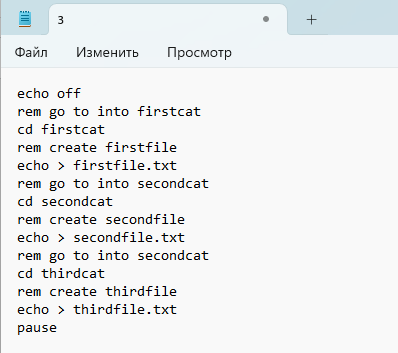 3
Файл Изменить Просмотр
echo off
rem go to into firstcat
cd firstcat
rem create firstfile
echo > firstfile.txt
rem go to into secondcat
cd secondcat
rem create secondfile
echo > secondfile.txt
rem go to into secondcat
cd thirdcat
rem create thirdfile
echo > thirdfile.txt
pause